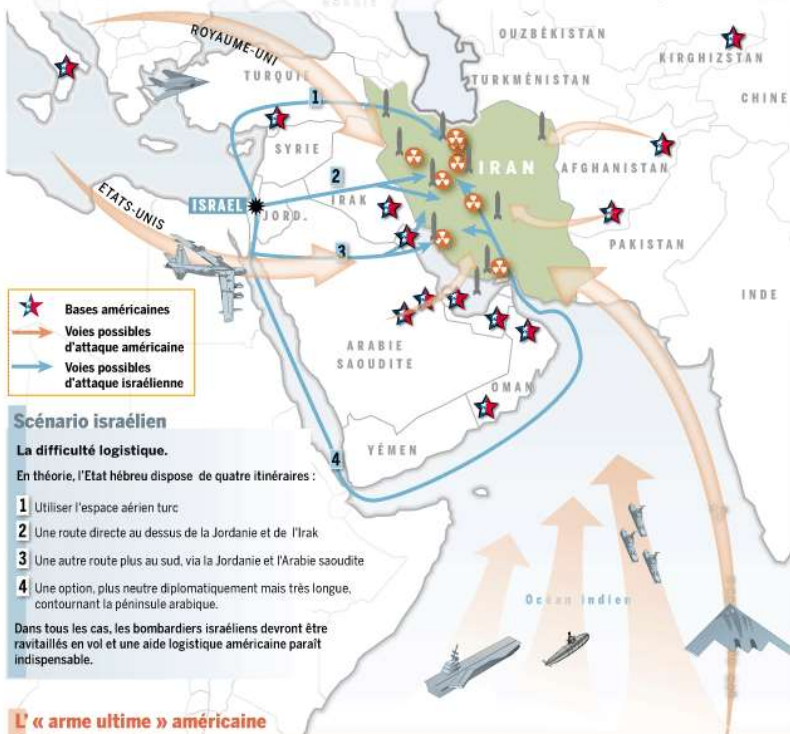 ROYAUME-UNI
TURQUIE
OUZBÉKISTAN
KIRGHIZSTAN
TURKMÉNISTAN
CHINE
1
SYRIE
IRAN
AFGHANISTAN
2
ISRAEL
JORD.
IRAK
ETATS-UNIS
PAKISTAN
3
INDE
Bases américaines
Voies possibles
d'attaque américaine
Voies possibles
d'attaque israélienne
ARABIE
SAOUDITE
OMAN
YÉMEN
4
Scénario israélien
La difficulté logistique.
En théorie, l'Etat hébreu dispose de quatre itinéraires :
1 Utiliser l'espace aérien turc
2 Une route directe au dessus de la Jordanie et de l'Irak
3 Une autre route plus au sud, via la Jordanie et l'Arabie saoudite
4 Une option, plus neutre diplomatiquement mais très longue,
contournant la péninsule arabique.
Dans tous les cas, les bombardiers israéliens devront être
ravitaillés en vol et une aide logistique américaine paraît
indispensable.
Océan Indien
L' « arme ultime » américaine